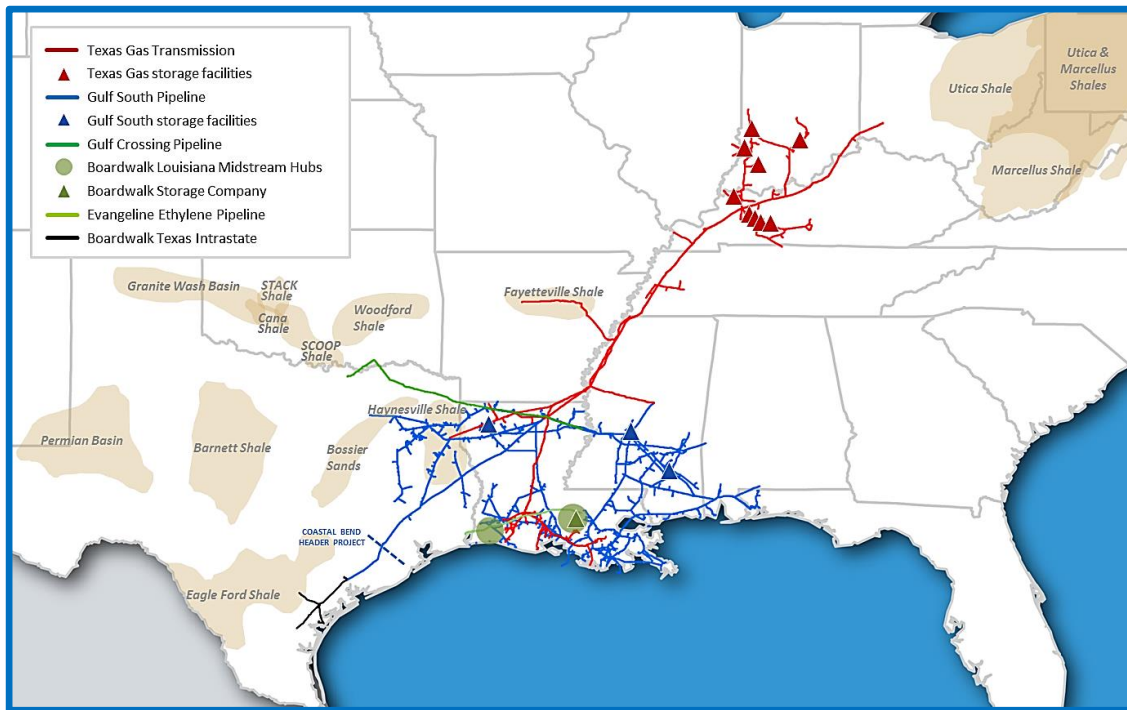 Texas Gas Transmission
Texas Gas storage facilities
Gulf South Pipeline
Gulf South storage facilities
Gulf Crossing Pipeline
Boardwalk Louisiana Midstream Hubs
Boardwalk Storage Company
Evangeline Ethylene Pipeline
Boardwalk Texas Intrastate
Utica &
Marcellus
Shales
Utica Shale
Marcellus Shale
Granite Wash Basin
STACK
Shale
Cana
Shale
Woodford
Shale
SCOOP
Shale
Fayetteville Shale
Haynesville Shale
Permian Basin
Barnett Shale
Bossier
Sands
COASTAL BEND
HEADER PROJECT
Eagle Ford Shale